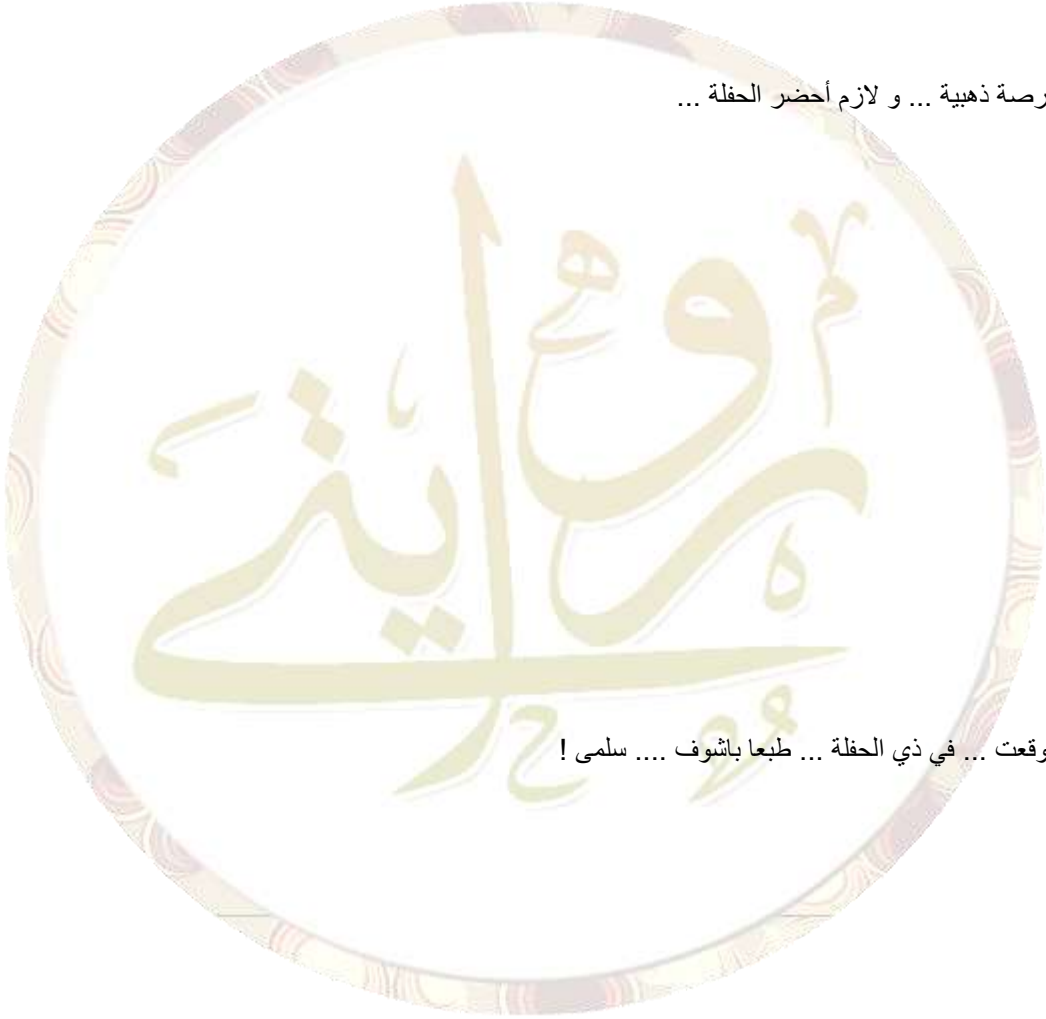 رصة ذهبية ... و لازم أحضر الحفلة ...
روايتي
وقعت ... في ذي الحفلة ... طبعا باشوف .... سلمى !